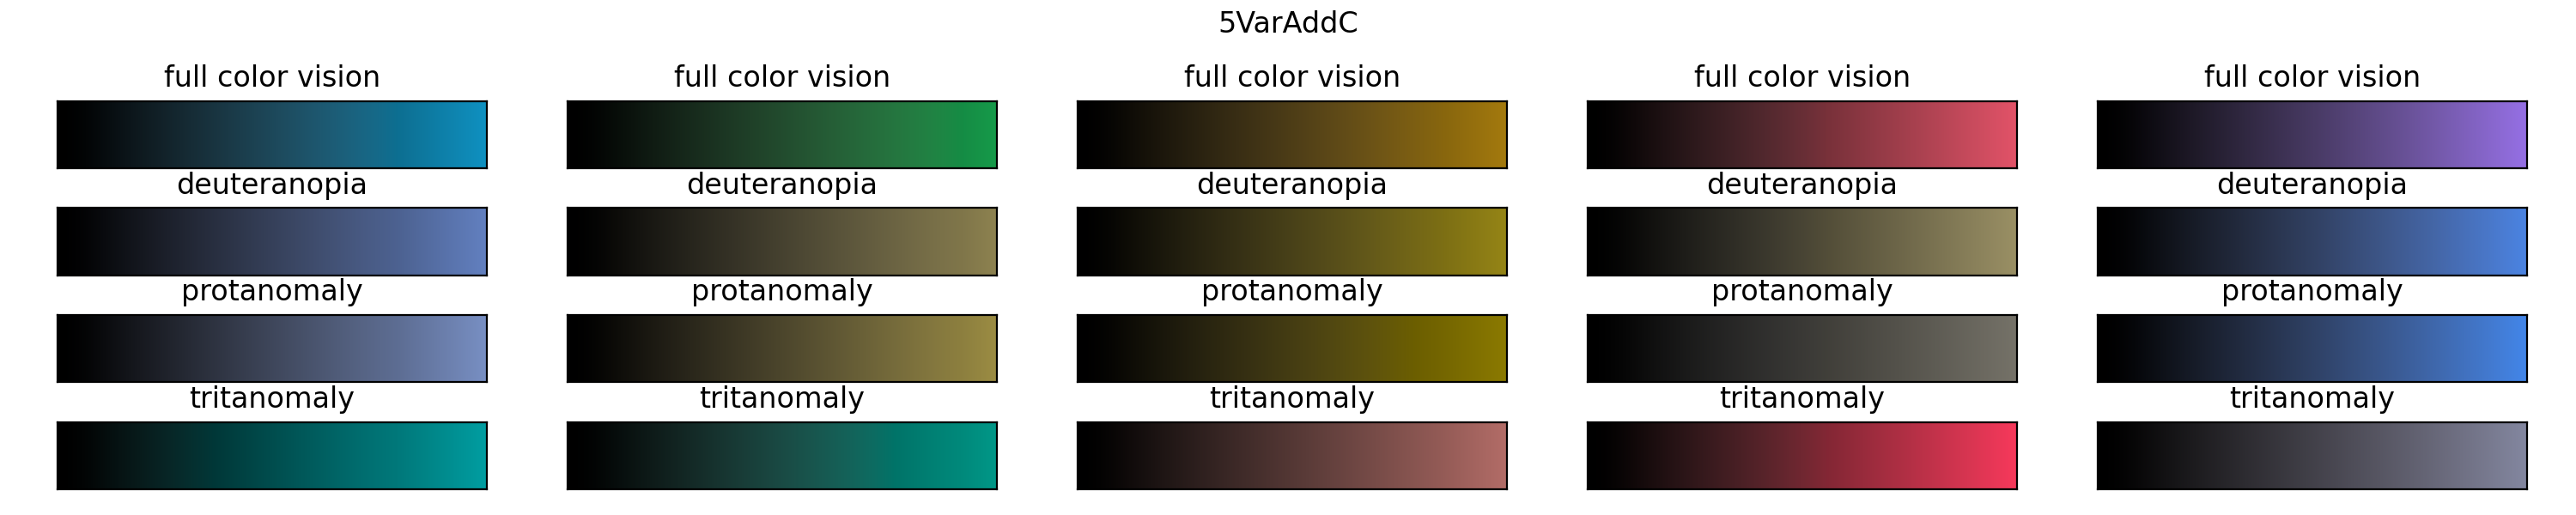 5VarAddC
full color vision full color vision full color vision full color vision full color vision
deuteranopia deuteranopia deuteranopia deuteranopia deuteranopia
protanomaly protanomaly protanomaly protanomaly protanomaly
tritanomaly tritanomaly tritanomaly tritanomaly tritanomaly